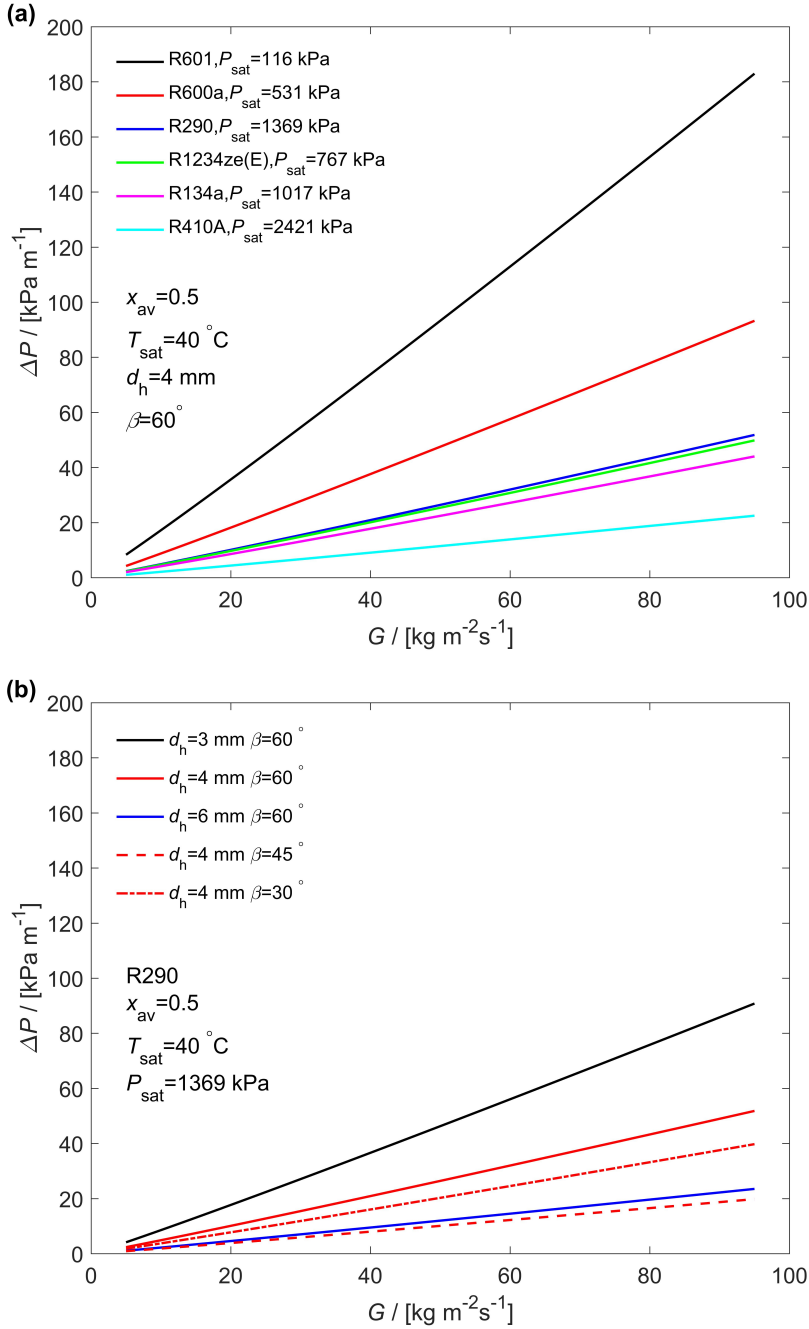 (a)
200
180
160
140
120
100
80
60
40
20
0
ΔP / [kPa m⁻¹]
R601,Psat=116 kPa
R600a,Psat=531 kPa
R290,Psat=1369 kPa
R1234ze(E),Psat=767 kPa
R134a,Psat=1017 kPa
R410A,Psat=2421 kPa
xav=0.5
Tsat=40 °C
dh=4 mm
β=60°
0 20 40 60 80 100
G / [kg m⁻²s⁻¹]
(b)
200
180
160
140
120
100
80
60
40
20
0
ΔP / [kPa m⁻¹]
dh=3 mm β=60 °
dh=4 mm β=60 °
dh=6 mm β=60 °
dh=4 mm β=45 °
dh=4 mm β=30 °
R290
xav=0.5
Tsat=40 °C
Psat=1369 kPa
0 20 40 60 80 100
G / [kg m⁻²s⁻¹]